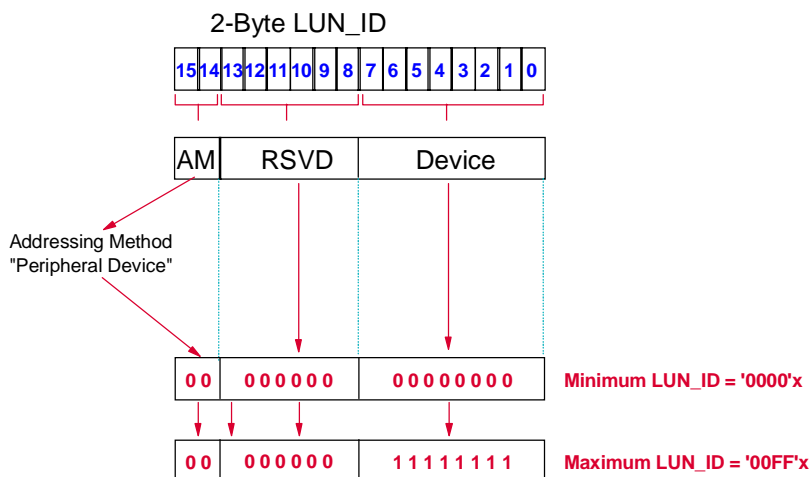 2-Byte LUN_ID
15 14 13 12 11 10 9 8 7 6 5 4 3 2 1 0
AM RSVD Device
Addressing Method
"Peripheral Device"
0 0 0 0 0 0 0 0 0 0 0 0 0 0 0 0 Minimum LUN_ID = '0000'x
0 0 0 0 0 0 0 0 1 1 1 1 1 1 1 1 Maximum LUN_ID = '00FF'x